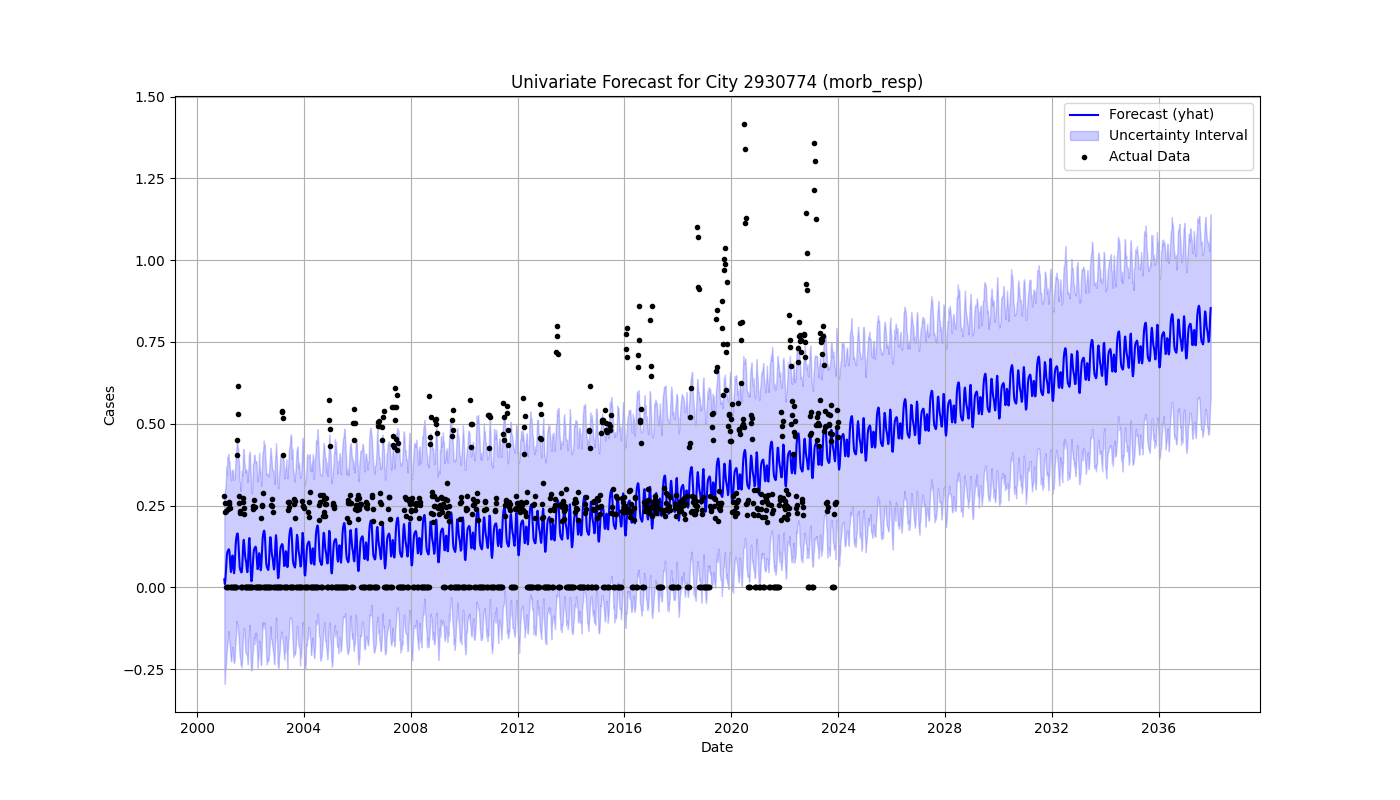 Univariate Forecast for City 2930774 (morb_resp)
1.50
1.25
1.00
0.75
0.50
0.25
0.00
−0.25
Cases
Forecast (yhat)
Uncertainty Interval
Actual Data
2000 2004 2008 2012 2016 2020 2024 2028 2032 2036
Date